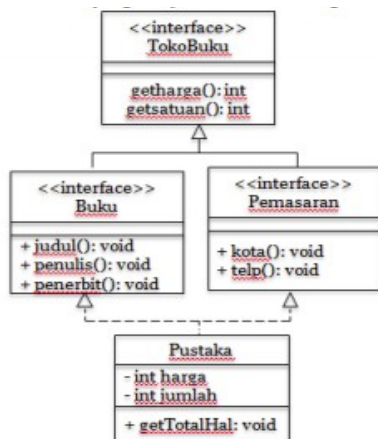 <<interface>>
TokoBuku
getharga(): int
getsatuan(): int
<<interface>>
Buku
+ judul(): void
+ penulis(): void
+ penerbit(): void
<<interface>>
Pemasaran
+ kota(): void
+ telp(): void
Pustaka
- int harga
- int jumlah
+ getTotalHal: void